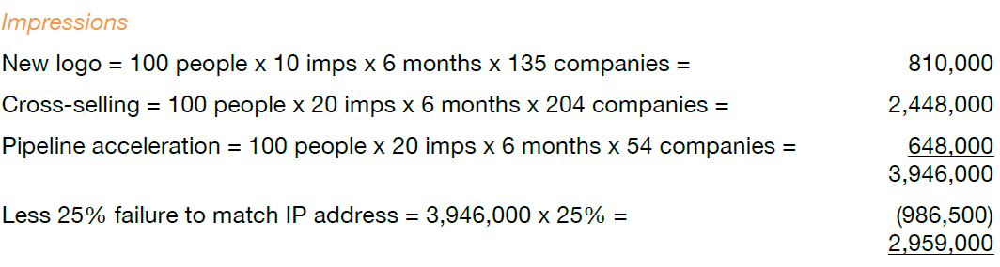 Impressions
New logo = 100 people x 10 imps x 6 months x 135 companies = 810,000
Cross-selling = 100 people x 20 imps x 6 months x 204 companies = 2,448,000
Pipeline acceleration = 100 people x 20 imps x 6 months x 54 companies = 648,000
3,946,000
Less 25% failure to match IP address = 3,946,000 x 25% = (986,500)
2,959,000